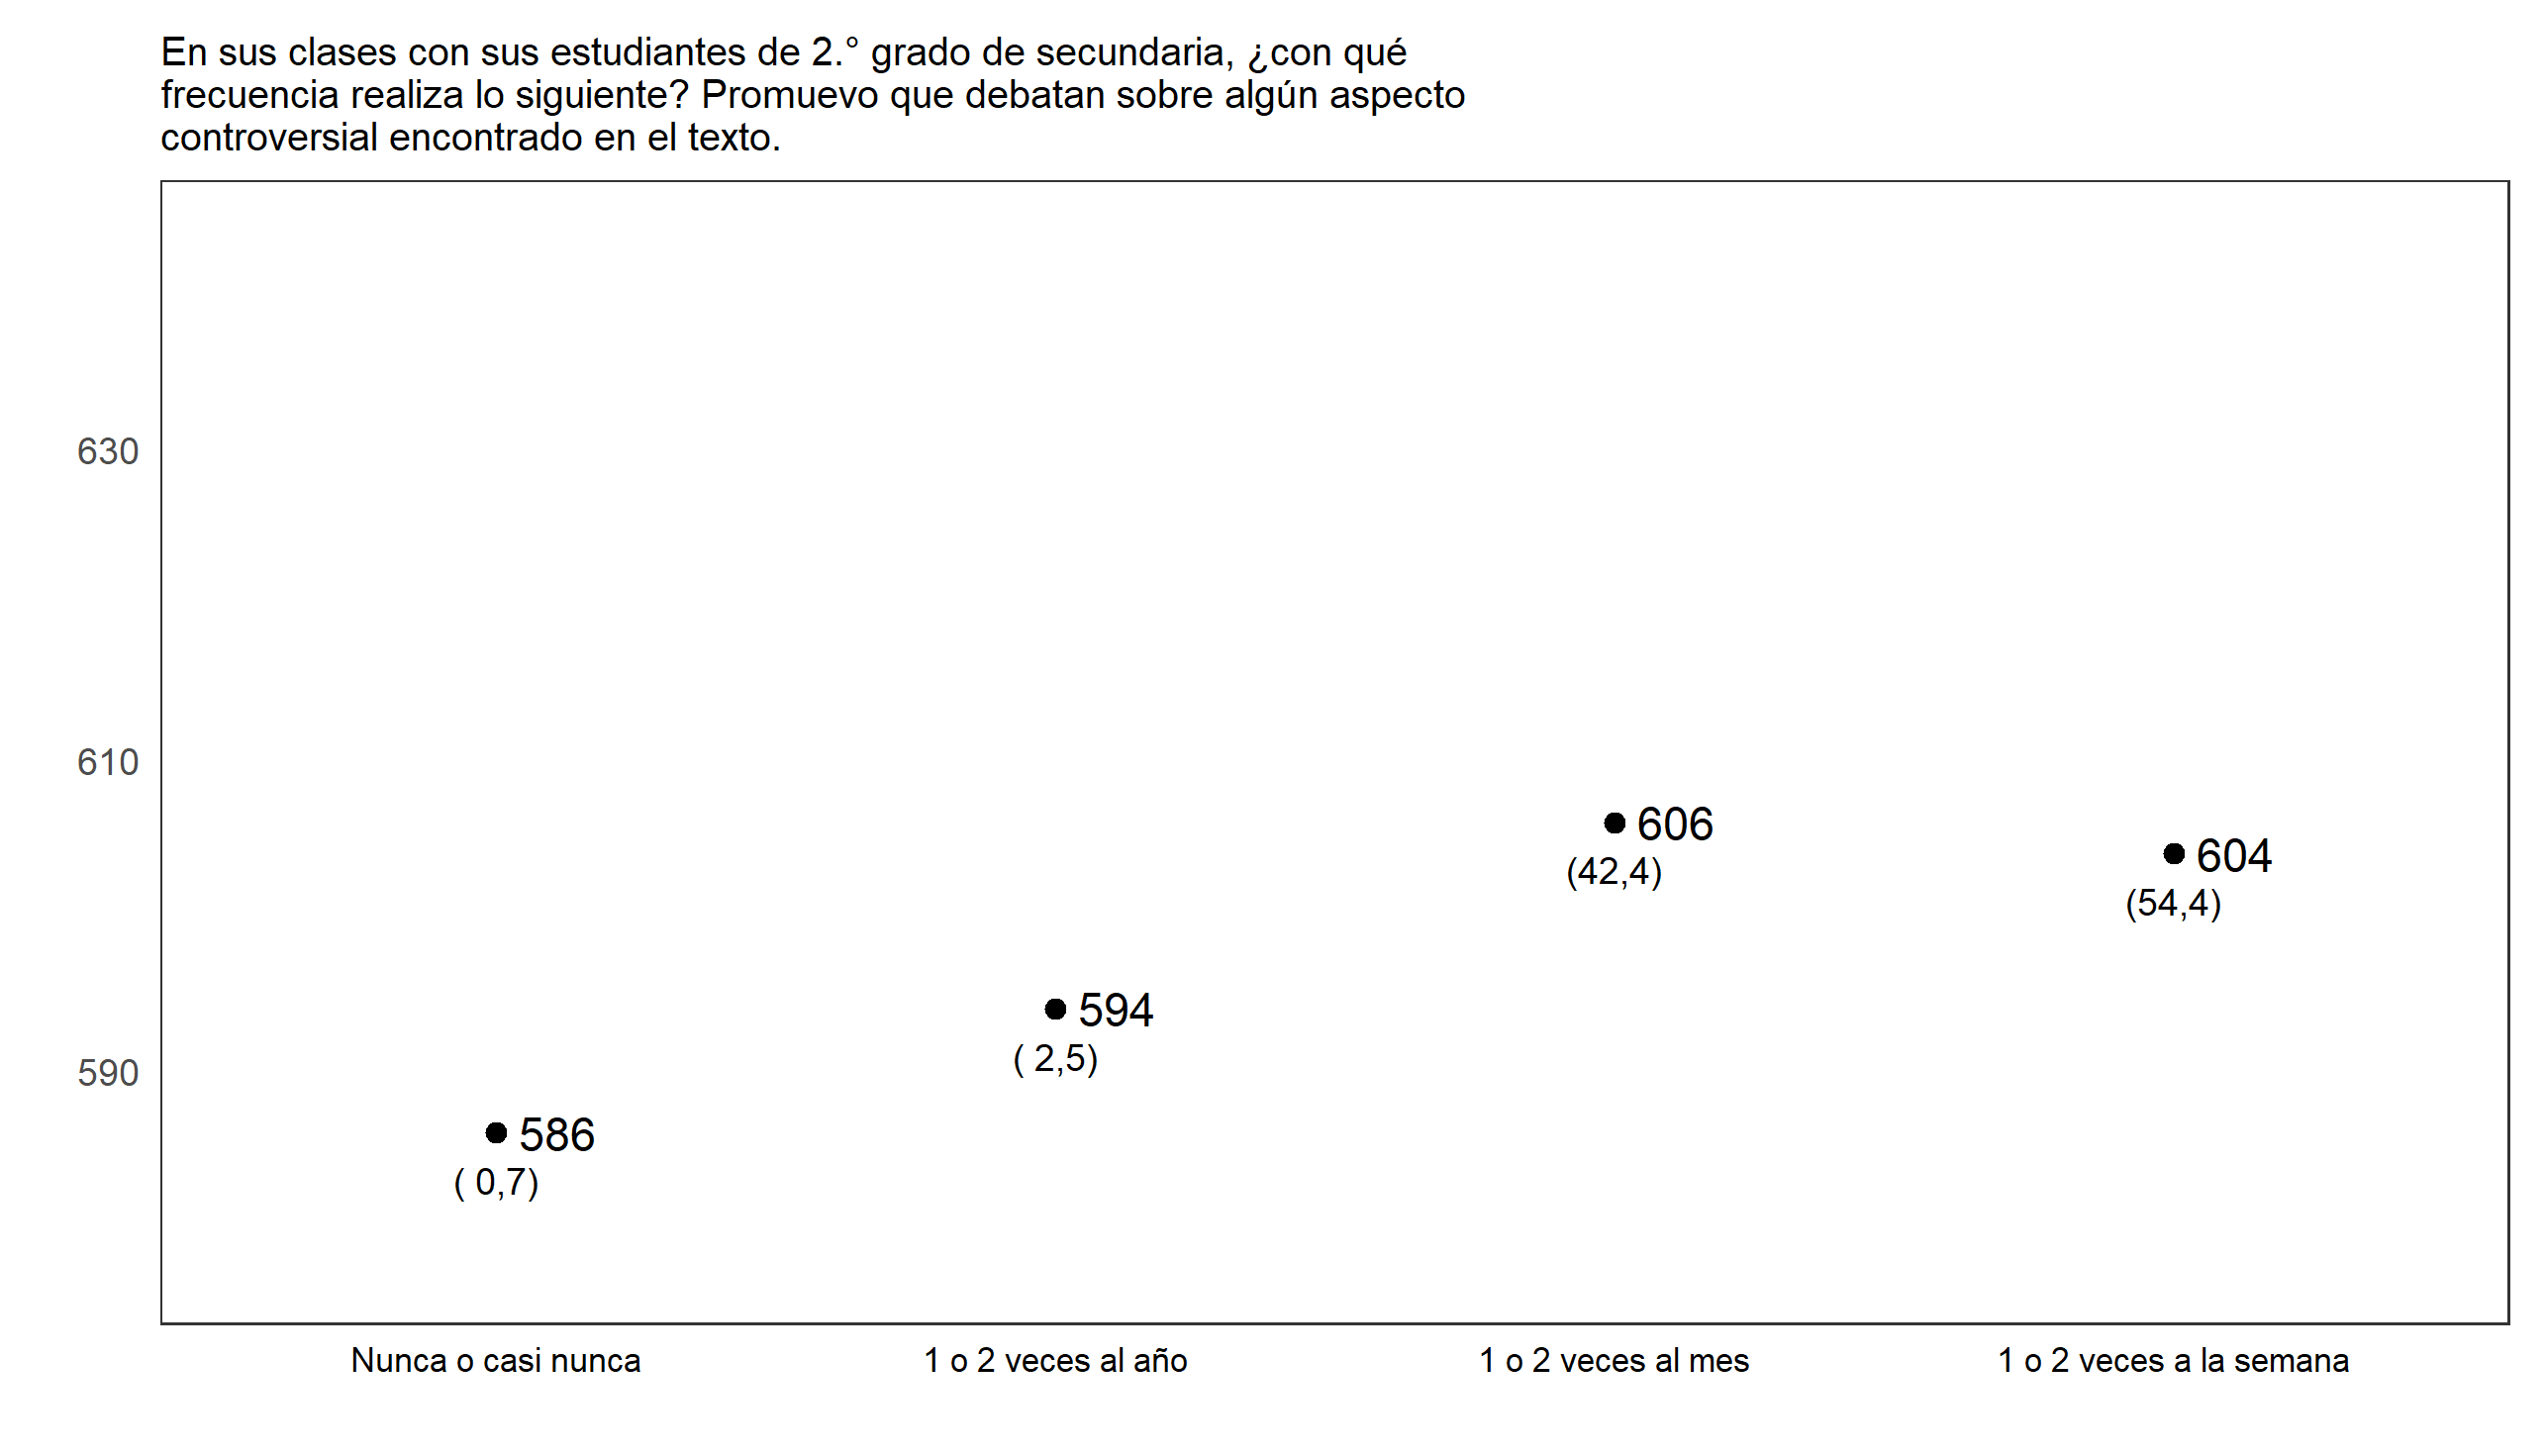 En sus clases con sus estudiantes de 2.° grado de secundaria, ¿con qué
frecuencia realiza lo siguiente? Promuevo que debatan sobre algún aspecto
controversial encontrado en el texto.
630
610
606
(42,4)
604
(54,4)
594
( 2,5)
590
586
( 0,7)
Nunca o casi nunca
1 o 2 veces al año
1 o 2 veces al mes
1 o 2 veces a la semana